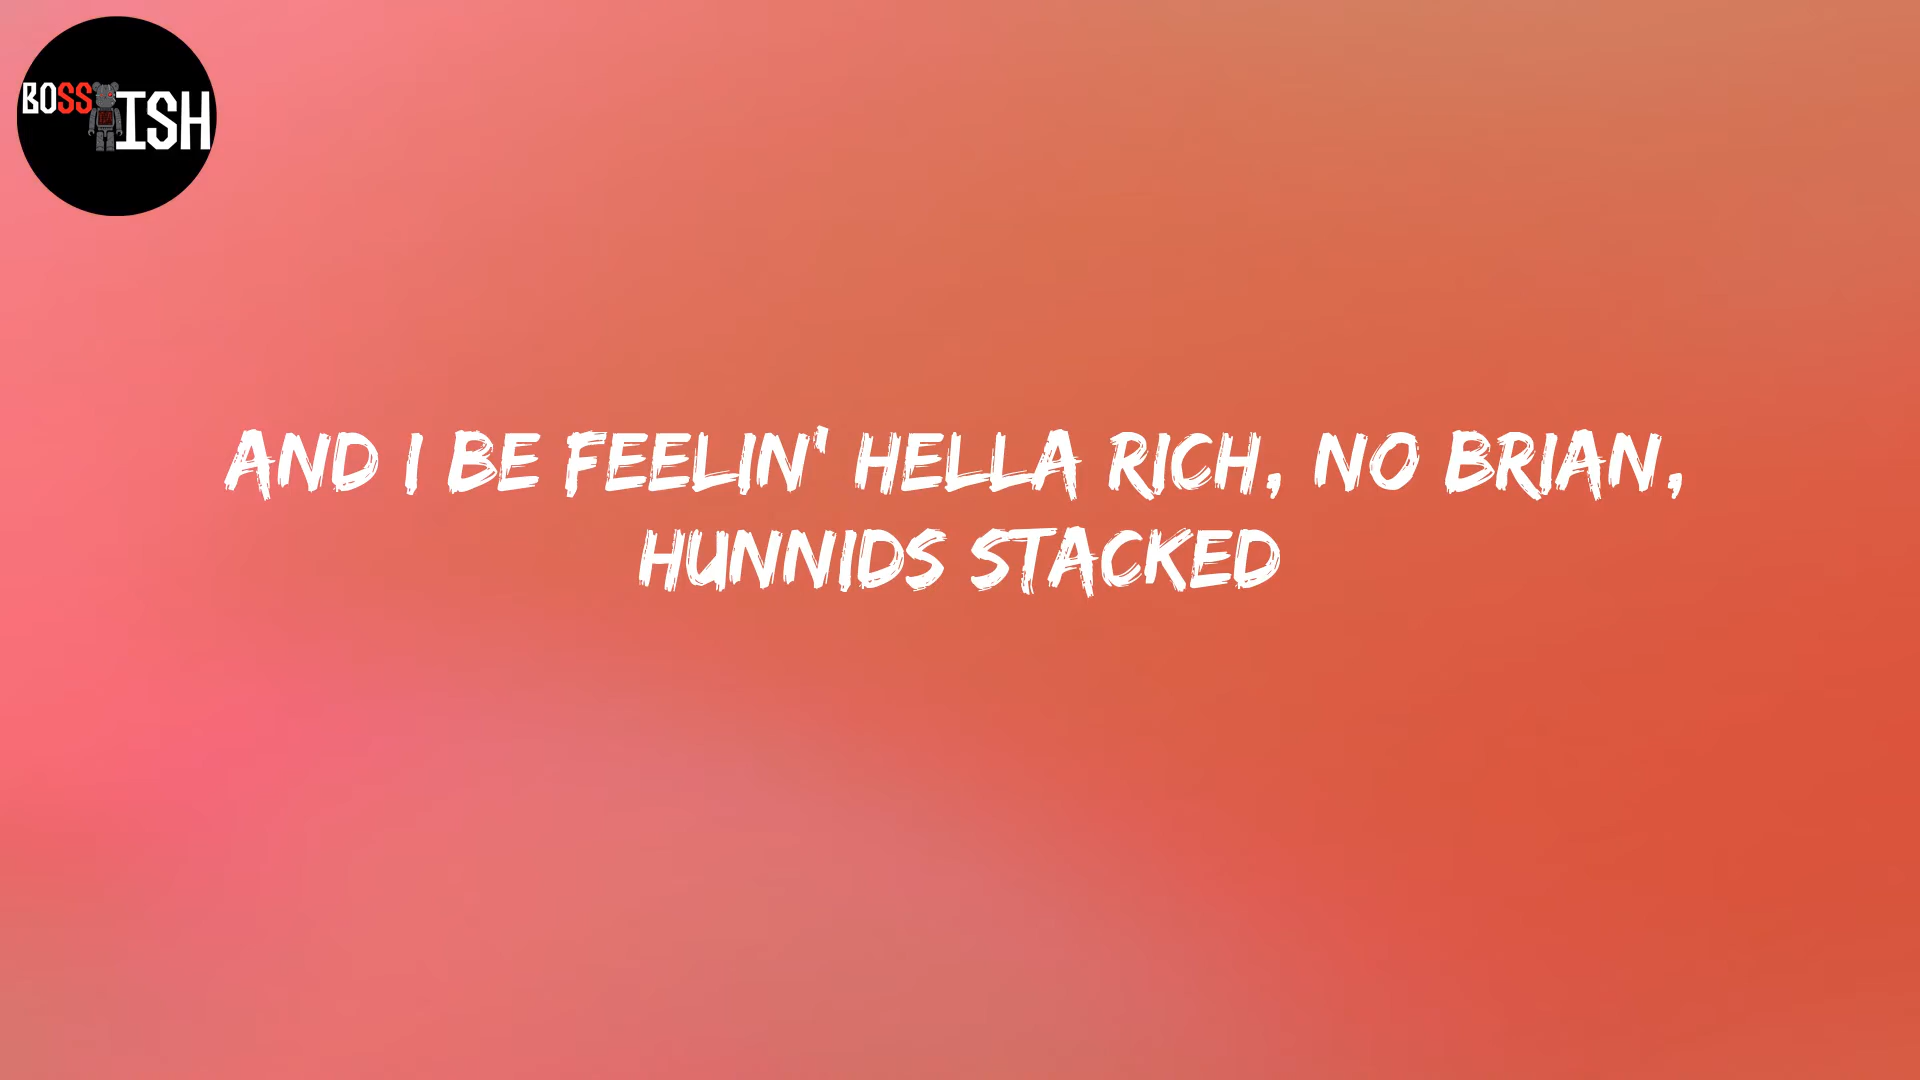 BOSS ISH
AND I BE FEELIN' HELLA RICH, NO BRIAN,
HUNNIDS STACKED